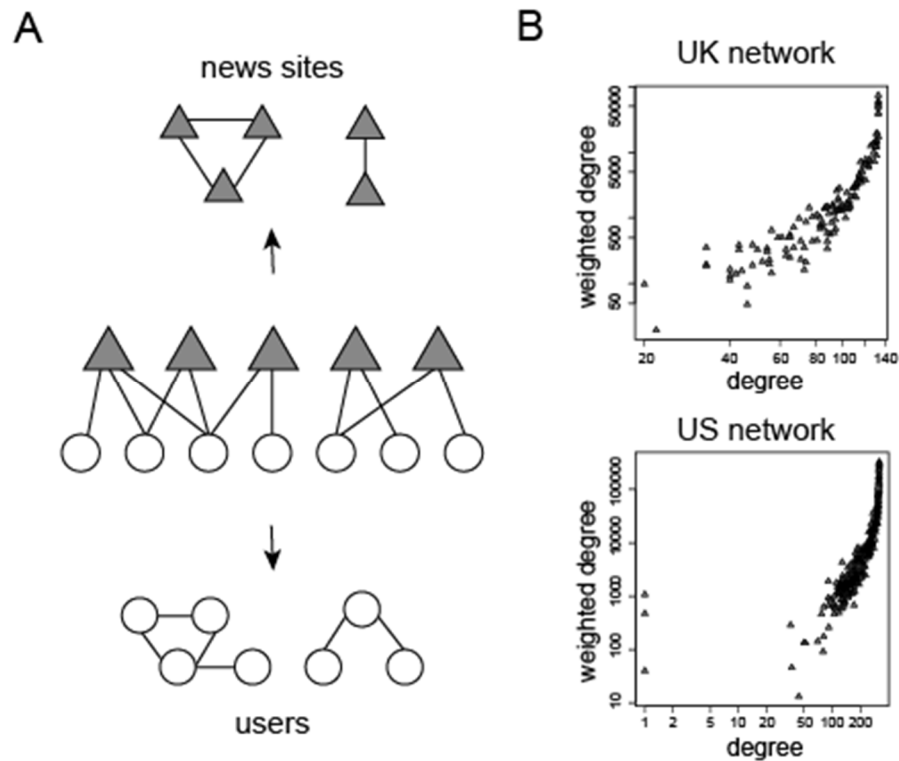 A
news sites
users
B
UK network
weighted degree
50000
5000
500
50
20 40 60 80 100 140
degree
US network
weighted degree
100000
10000
1000
100
10
1 2 5 10 20 50 100 200
degree